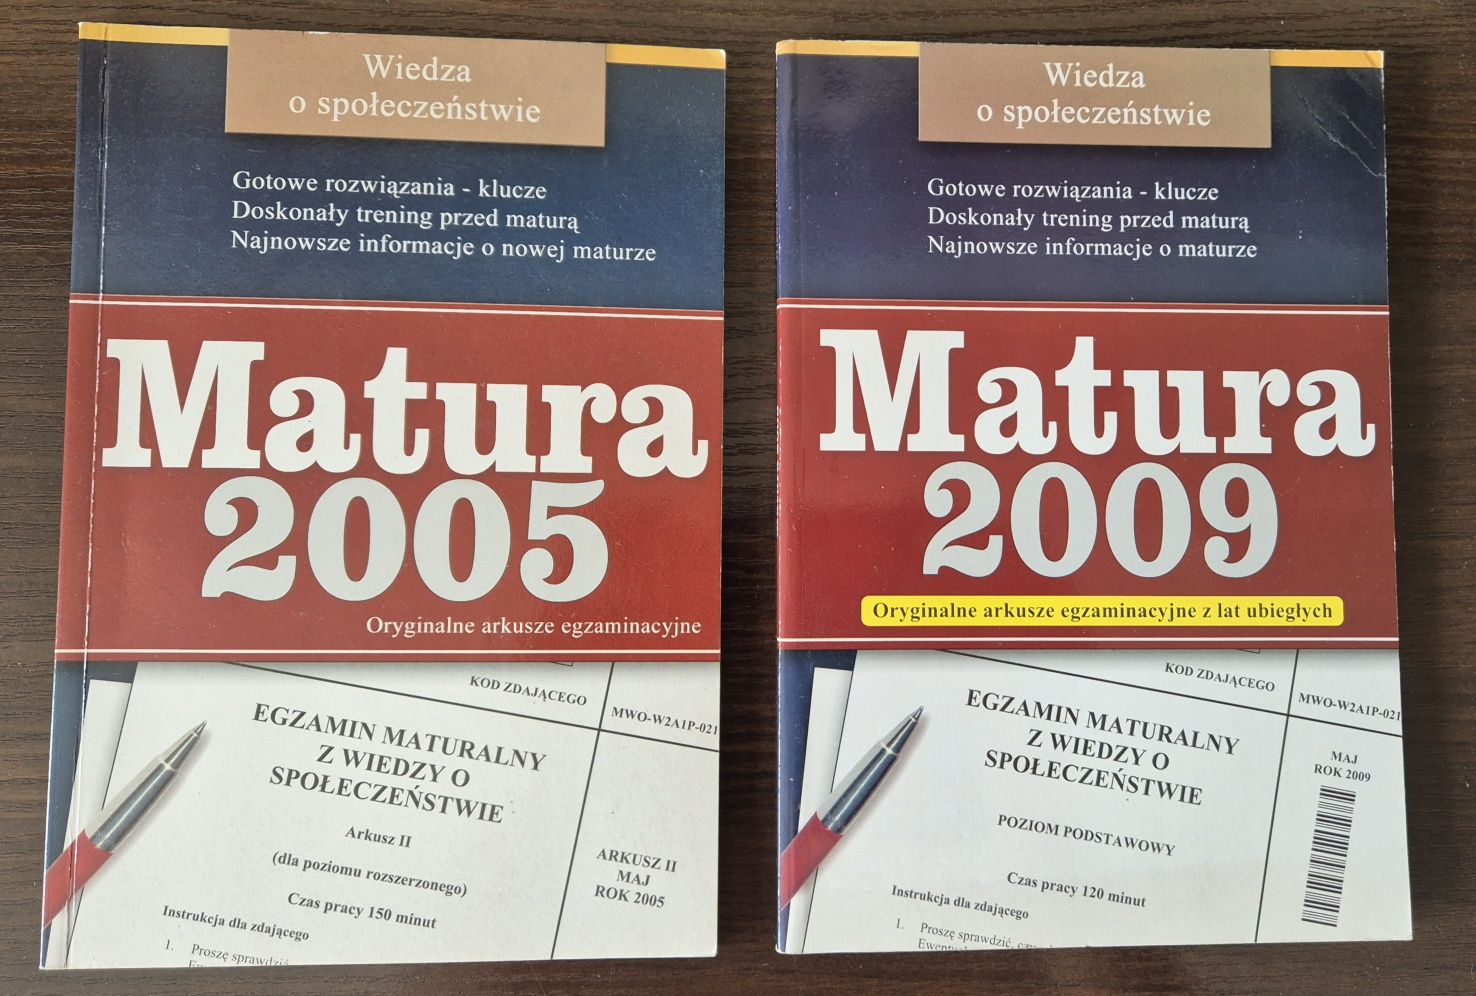 Wiedza
o społeczeństwie
Gotowe rozwiązania - klucze
Doskonały trening przed maturą
Najnowsze informacje o nowej maturze
Matura
2005
Oryginalne arkusze egzaminacyjne
KOD ZDAJĄCEGO
MWO-W2A1P-021
EGZAMIN MATURALNY
Z WIEDZY O
SPOŁECZEŃSTWIE
Arkusz II
(dla poziomu rozszerzonego)
Czas pracy 150 minut
ARKUSZ II
MAJ
ROK 2005
Instrukcja dla zdającego
1. Proszę sprawdzić
Wiedza
o społeczeństwie
Gotowe rozwiązania - klucze
Doskonały trening przed maturą
Najnowsze informacje o maturze
Matura
2009
Oryginalne arkusze egzaminacyjne z lat ubiegłych
KOD ZDAJĄCEGO
MWO-W2A1P-021
EGZAMIN MATURALNY
Z WIEDZY O
SPOŁECZEŃSTWIE
MAJ
ROK 2009
POZIOM PODSTAWOWY
Czas pracy 120 minut
Instrukcja dla zdającego
1. Proszę sprawdzić,